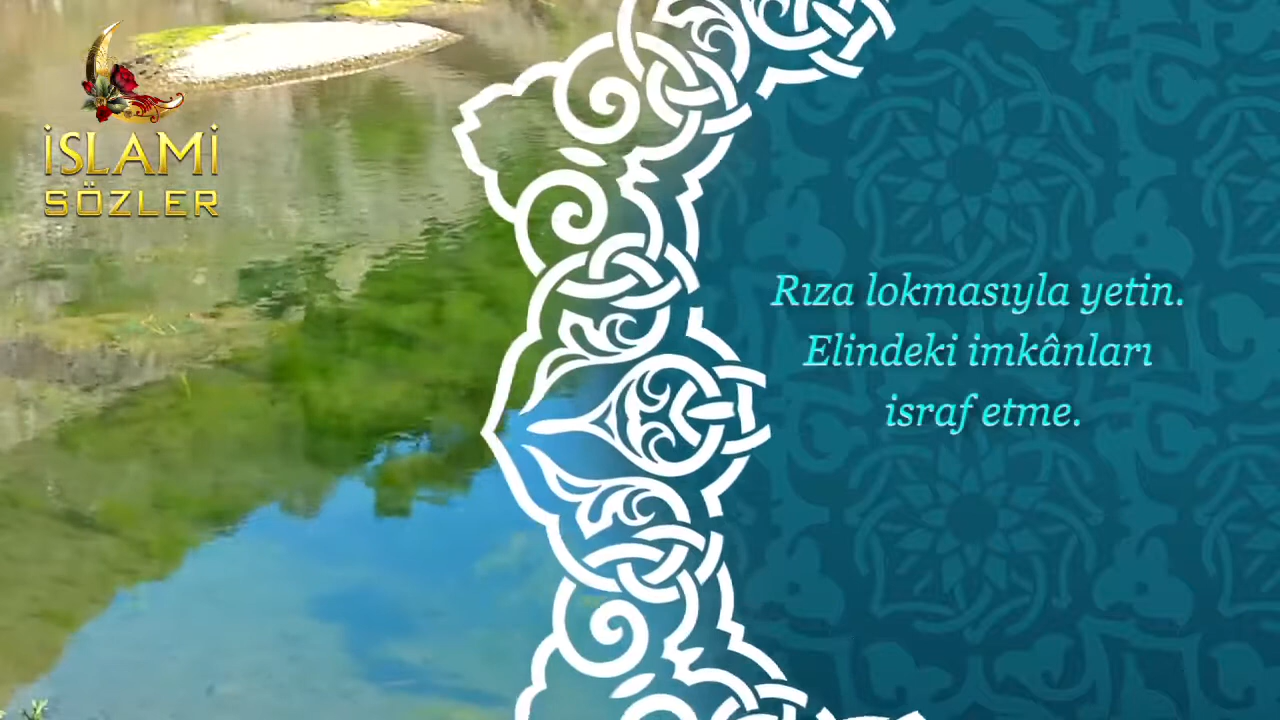 İSLAMİ
SÖZLER
Rıza lokmasıyla yetin.
Elindeki imkânları
israf etme.